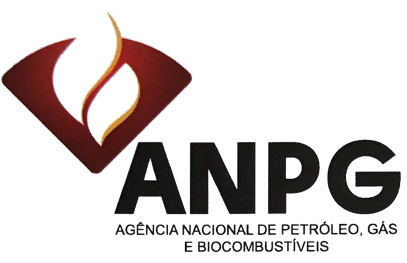 ANPG
AGÊNCIA NACIONAL DE PETRÓLEO, GÁS
E BIOCOMBUSTÍVEIS